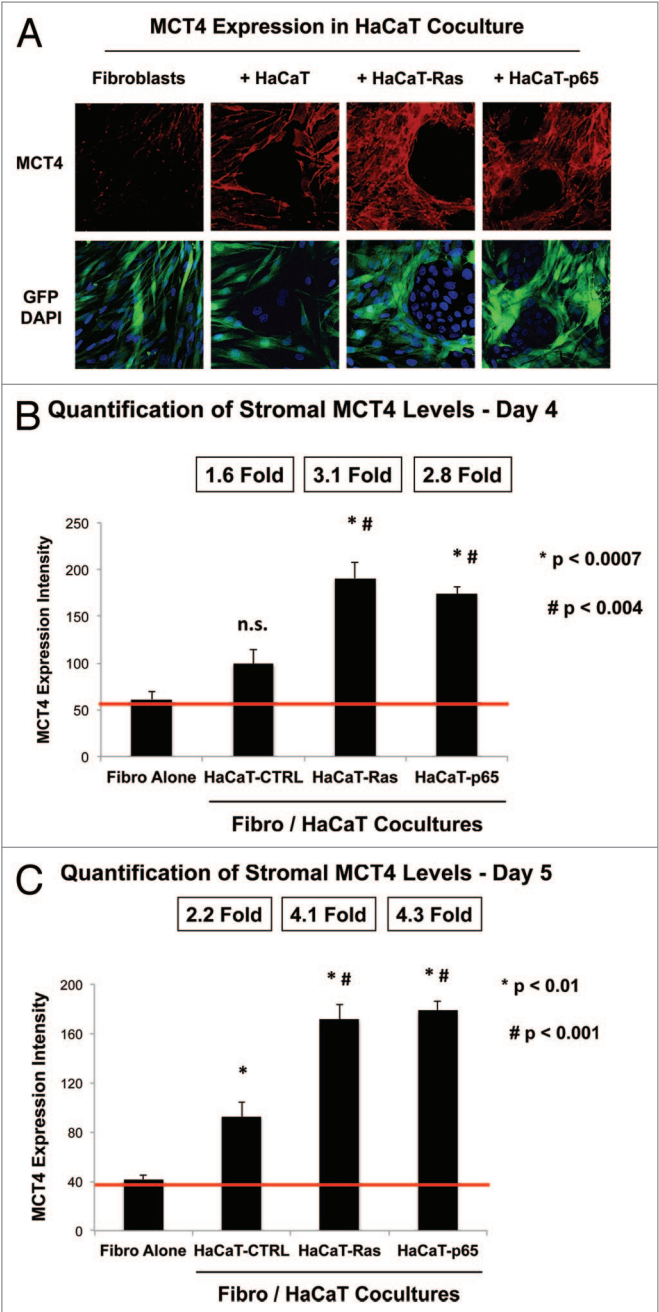 A
MCT4 Expression in HaCaT Coculture
Fibroblasts + HaCaT + HaCaT-Ras + HaCaT-p65
MCT4
GFP
DAPI
B Quantification of Stromal MCT4 Levels - Day 4
1.6 Fold 3.1 Fold 2.8 Fold
MCT4 Expression Intensity
250
200
150
100
50
0
n.s.
* #
* #
* p < 0.0007
# p < 0.004
Fibro Alone HaCaT-CTRL HaCaT-Ras HaCaT-p65
Fibro / HaCaT Cocultures
C Quantification of Stromal MCT4 Levels - Day 5
2.2 Fold 4.1 Fold 4.3 Fold
MCT4 Expression Intensity
200
160
120
80
40
0
*
* #
* #
* p < 0.01
# p < 0.001
Fibro Alone HaCaT-CTRL HaCaT-Ras HaCaT-p65
Fibro / HaCaT Cocultures